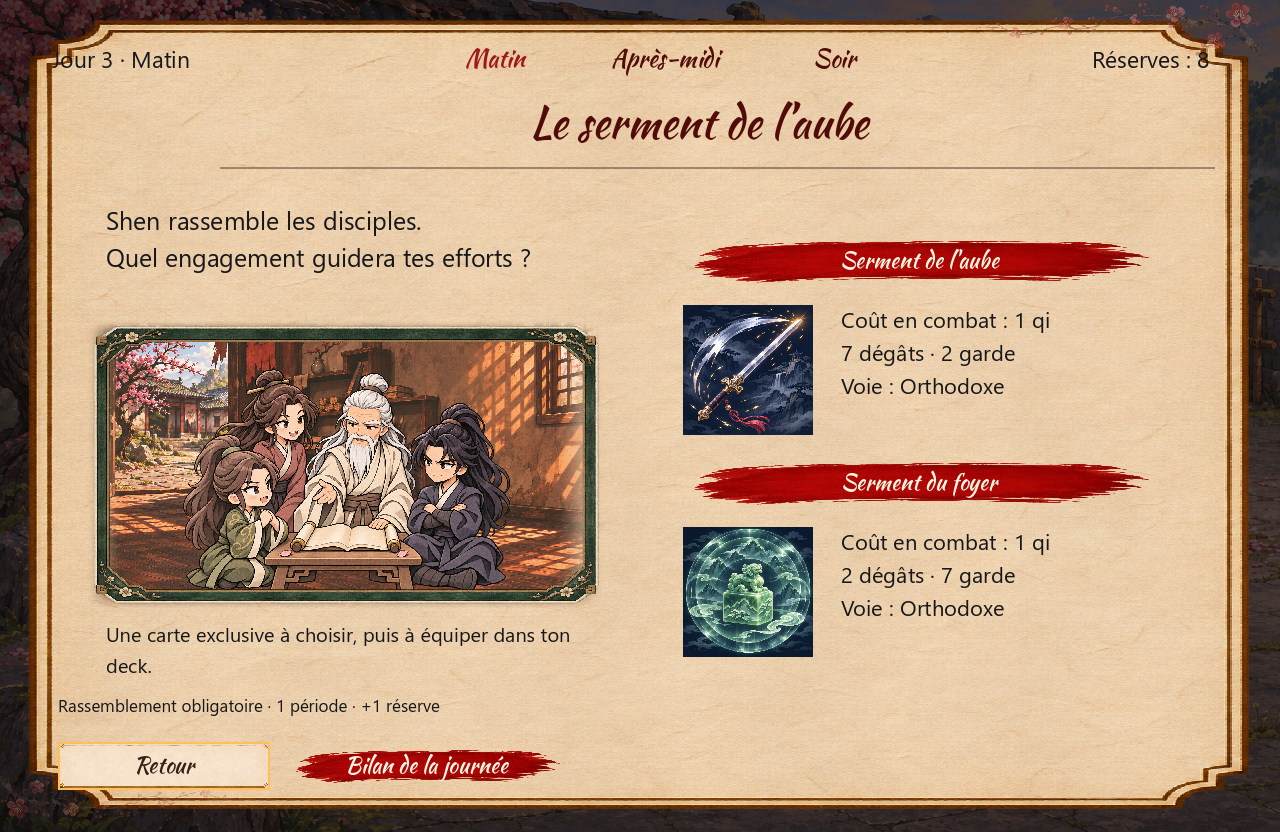 Jour 3 · Matin
Matin
Après-midi
Soir
Réserves : 8
Le serment de l'aube
Shen rassemble les disciples.
Quel engagement guidera tes efforts ?
Serment de l'aube
Coût en combat : 1 qi
7 dégâts · 2 garde
Voie : Orthodoxe
Serment du foyer
Coût en combat : 1 qi
2 dégâts · 7 garde
Voie : Orthodoxe
Une carte exclusive à choisir, puis à équiper dans ton
deck.
Rassemblement obligatoire · 1 période · +1 réserve
Retour
Bilan de la journée